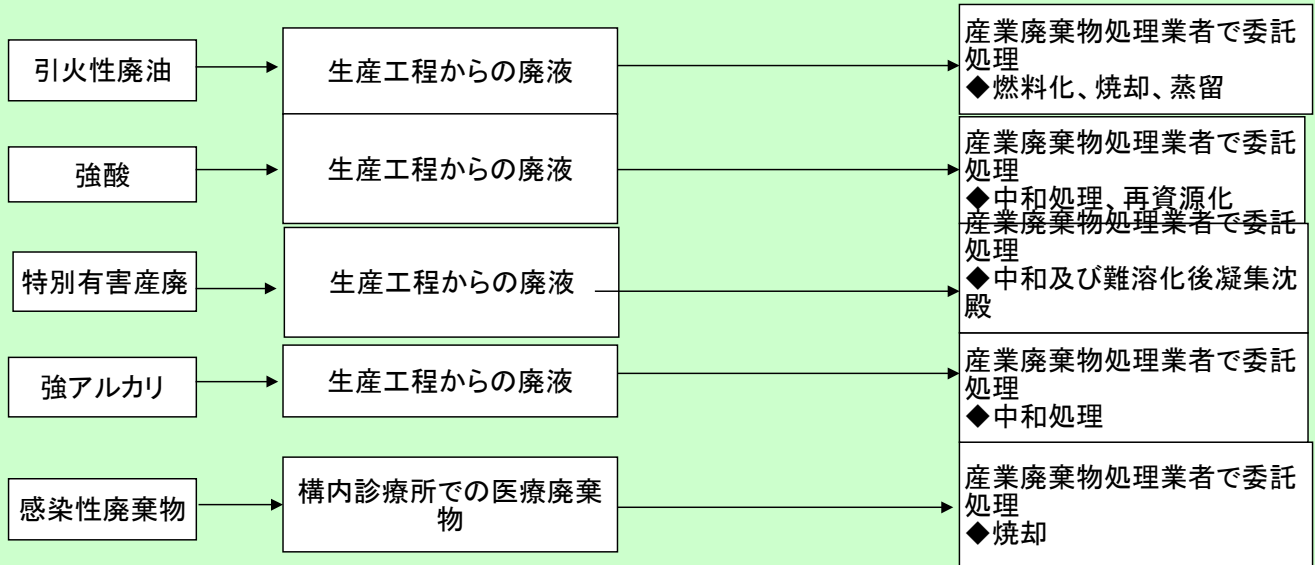 引火性廃油
生産工程からの廃液
産業廃棄物処理業者で委託
処理
◆燃料化、焼却、蒸留
強酸
生産工程からの廃液
産業廃棄物処理業者で委託
処理
◆中和処理、再資源化
特別有害産廃
生産工程からの廃液
産業廃棄物処理業者で委託
処理
◆中和及び難溶化後凝集沈
殿
強アルカリ
生産工程からの廃液
産業廃棄物処理業者で委託
処理
◆中和処理
感染性廃棄物
構内診療所での医療廃棄
物
産業廃棄物処理業者で委託
処理
◆焼却